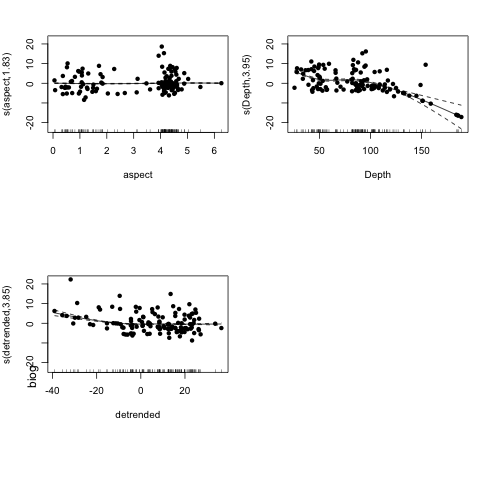 s(aspect,1.83)
20
10
0
-20
0 1 2 3 4 5 6
aspect
s(Depth,3.95)
20
10
0
-20
50 100 150
Depth
s(detrended,3.85)
20
10
0
-20
biog
-40 -20 0 20
detrended